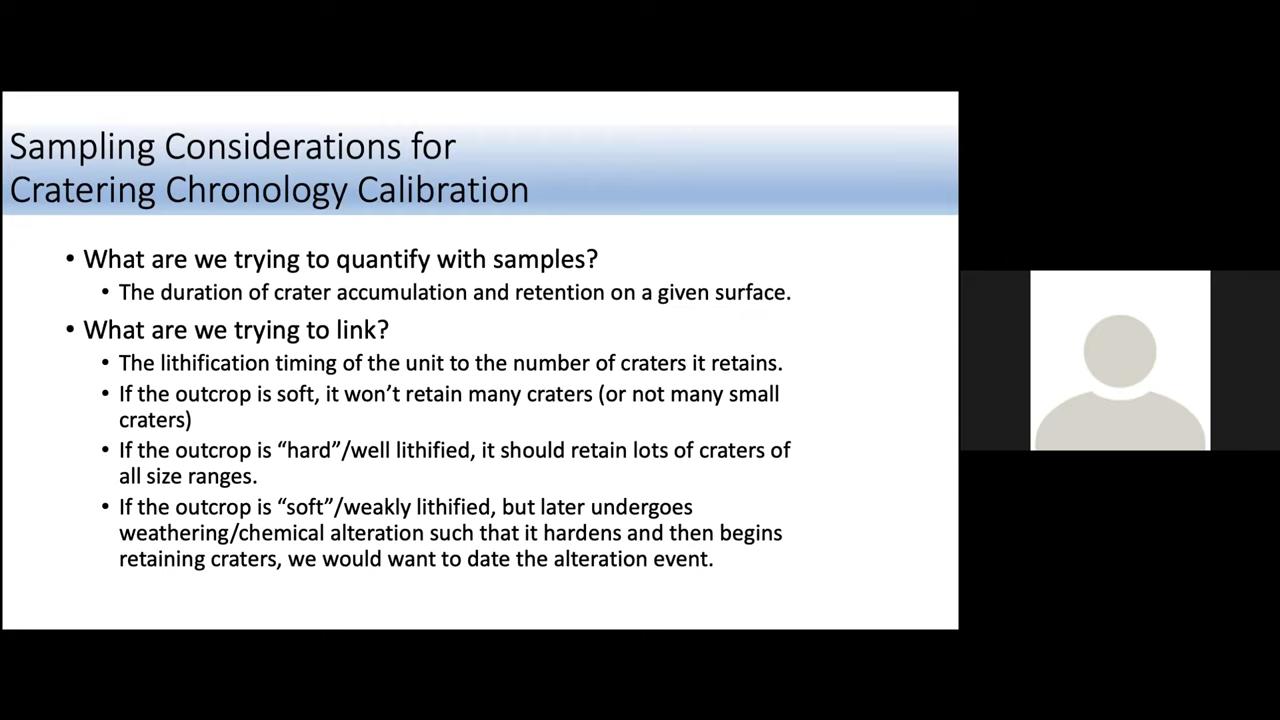 Sampling Considerations for
Cratering Chronology Calibration
• What are we trying to quantify with samples?
• The duration of crater accumulation and retention on a given surface.
• What are we trying to link?
• The lithification timing of the unit to the number of craters it retains.
• If the outcrop is soft, it won’t retain many craters (or not many small
craters)
• If the outcrop is “hard”/well lithified, it should retain lots of craters of
all size ranges.
• If the outcrop is “soft”/weakly lithified, but later undergoes
weathering/chemical alteration such that it hardens and then begins
retaining craters, we would want to date the alteration event.